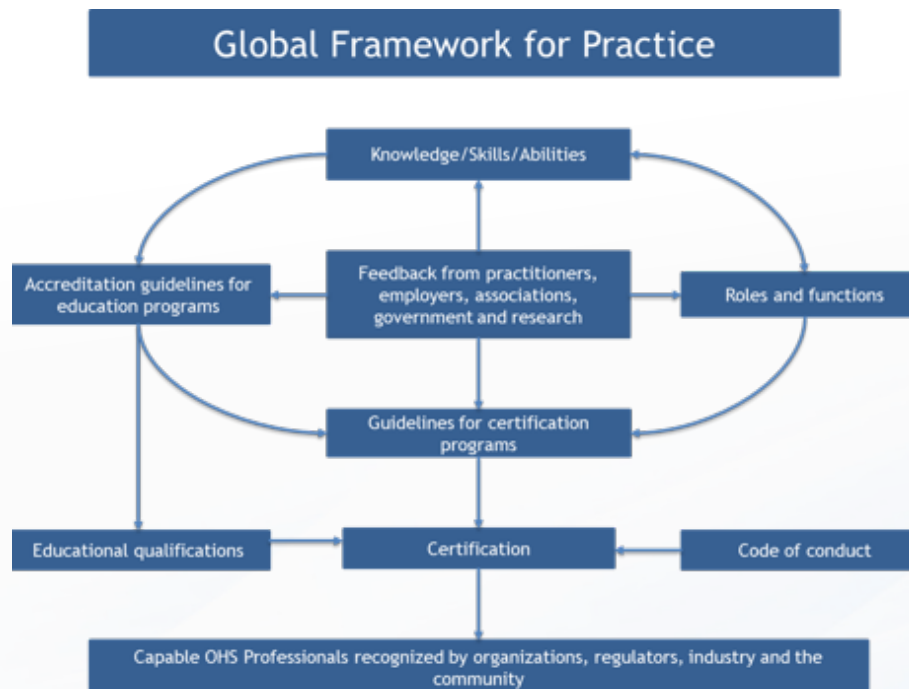 Global Framework for Practice
Knowledge/Skills/Abilities
Accreditation guidelines for
education programs
Feedback from practitioners,
employers, associations,
government and research
Roles and functions
Guidelines for certification
programs
Educational qualifications
Certification
Code of conduct
Capable OHS Professionals recognized by organizations, regulators, industry and the
community